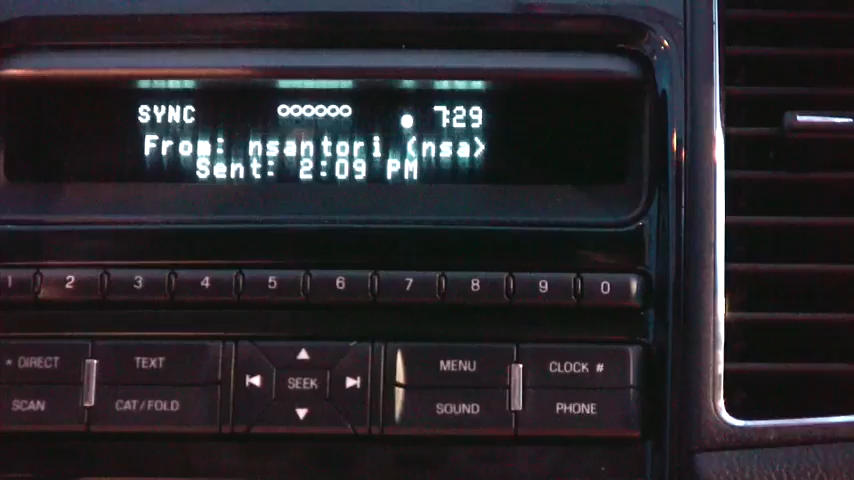 SYNC 7:29
From: nsantori (nsa>
Sent: 2:09 PM
1 2 3 4 5 6 7 8 9 0
* DIRECT TEXT MENU CLOCK #
SEEK
SCAN CAT/FOLD SOUND PHONE